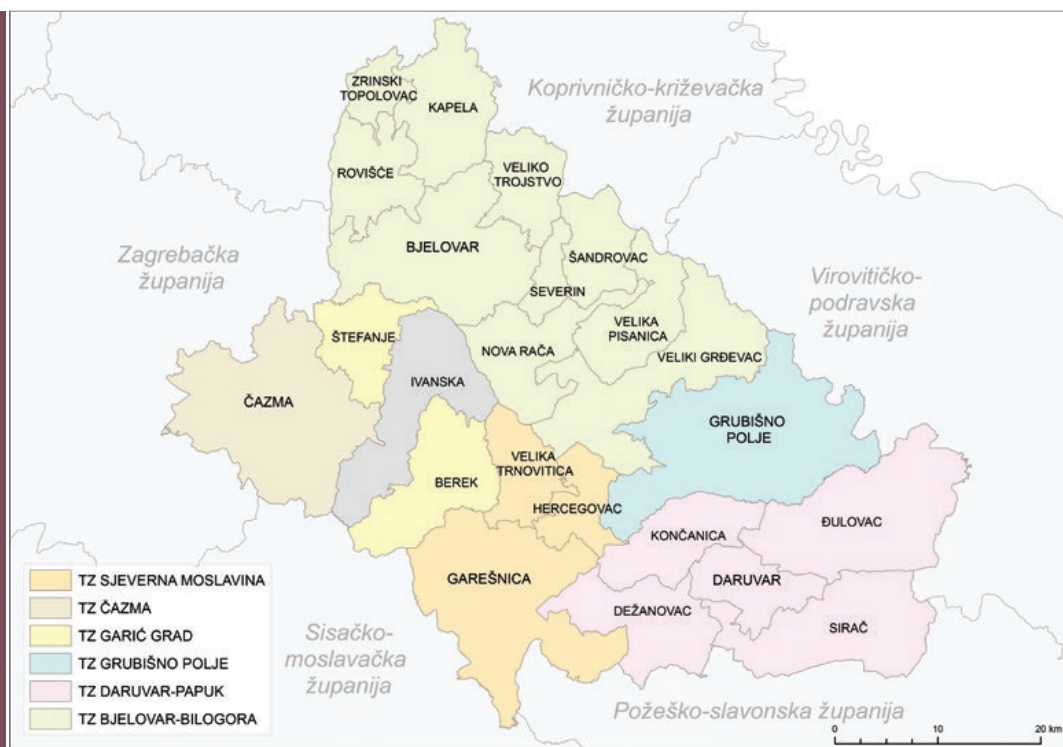 Koprivničko-križevačka
županija
Zagrebačka
županija
Virovitičko-
podravska
županija
Sisačko-
moslavačka
županija
Požeško-slavonska županija
ZRINSKI
TOPOLOVAC
KAPELA
ROVIŠĆE
VELIKO
TROJSTVO
BJELOVAR
ŠANDROVAC
SEVERIN
VELIKA
PISANICA
NOVA RAČA
VELIKI GRĐEVAC
ŠTEFANJE
IVANSKA
ČAZMA
GRUBIŠNO
POLJE
VELIKA
TRNOVITICA
BEREK
HERCEGOVAC
KONČANICA
ĐULOVAC
GAREŠNICA
DARUVAR
DEŽANOVAC
SIRAČ
TZ SJEVERNA MOSLAVINA
TZ ČAZMA
TZ GARIĆ GRAD
TZ GRUBIŠNO POLJE
TZ DARUVAR-PAPUK
TZ BJELOVAR-BILOGORA
0 10 20 km